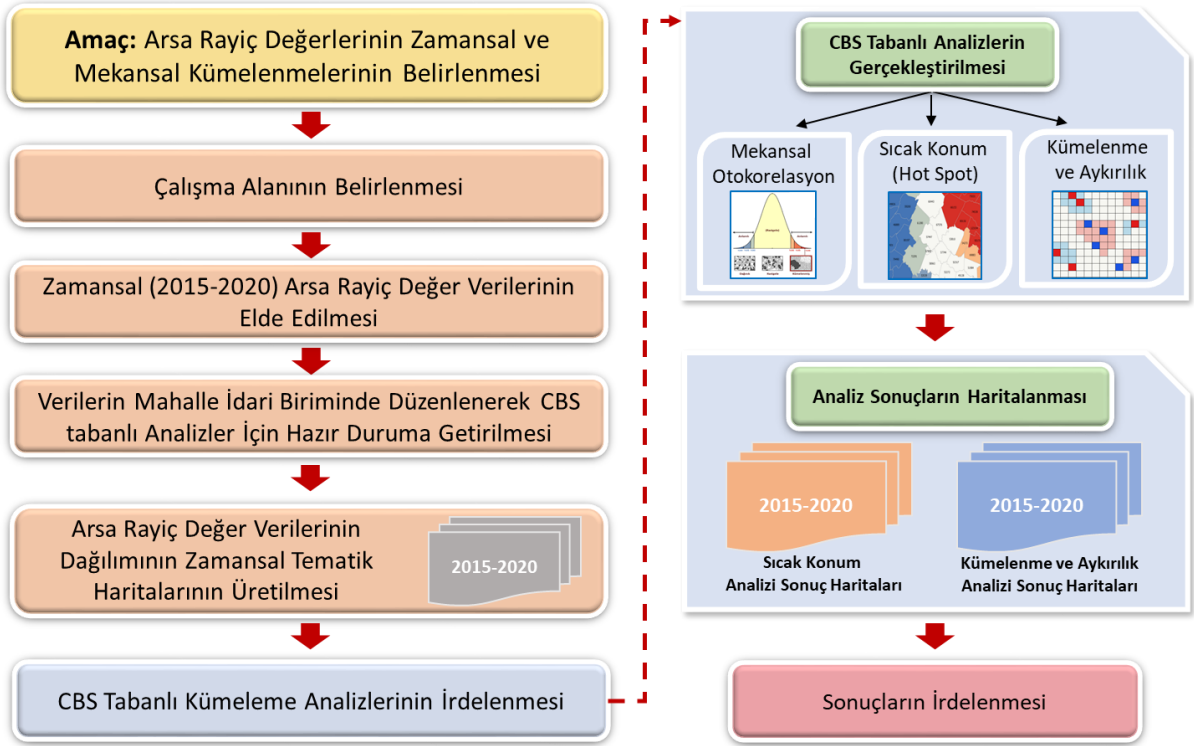 Amaç: Arsa Rayiç Değerlerinin Zamansal ve
Mekansal Kümelenmelerinin Belirlenmesi
Çalışma Alanının Belirlenmesi
Zamansal (2015-2020) Arsa Rayiç Değer Verilerinin
Elde Edilmesi
Verilerin Mahalle İdari Biriminde Düzenlenerek CBS
tabanlı Analizler İçin Hazır Duruma Getirilmesi
Arsa Rayiç Değer Verilerinin
Dağılımının Zamansal Tematik
Haritalarının Üretilmesi
2015-2020
CBS Tabanlı Kümeleme Analizlerinin İrdelenmesi
CBS Tabanlı Analizlerin
Gerçekleştirilmesi
Mekansal
Otokorelasyon
Sıcak Konum
(Hot Spot)
Kümelenme
ve Aykırılık
Analiz Sonuçların Haritalanması
2015-2020
Sıcak Konum
Analizi Sonuç Haritaları
2015-2020
Kümelenme ve Aykırılık
Analizi Sonuç Haritaları
Sonuçların İrdelenmesi